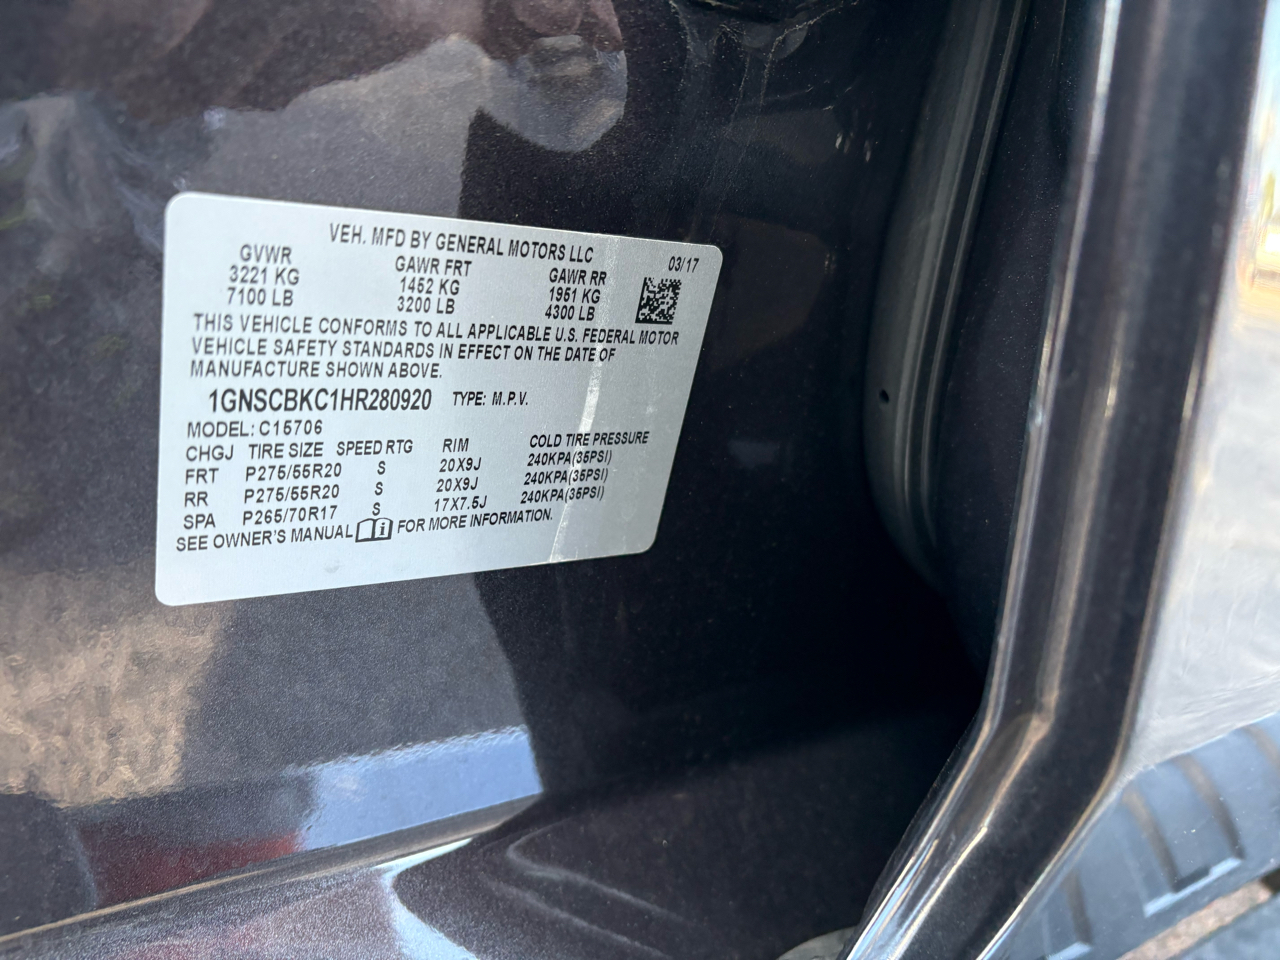 VEH. MFD BY GENERAL MOTORS LLC
GVWR GAWR FRT GAWR RR 03/17
3221 KG 1452 KG 1951 KG
7100 LB 3200 LB 4300 LB
THIS VEHICLE CONFORMS TO ALL APPLICABLE U.S. FEDERAL MOTOR
VEHICLE SAFETY STANDARDS IN EFFECT ON THE DATE OF
MANUFACTURE SHOWN ABOVE.
1GNSCBKC1HR280920 TYPE: M.P.V.
MODEL: C15706
CHGJ TIRE SIZE SPEED RTG RIM COLD TIRE PRESSURE
FRT P275/55R20 S 20X9J 240KPA(35PSI)
RR P275/55R20 S 20X9J 240KPA(35PSI)
SPA P265/70R17 S 17X7.5J 240KPA(35PSI)
SEE OWNER'S MANUAL i FOR MORE INFORMATION.